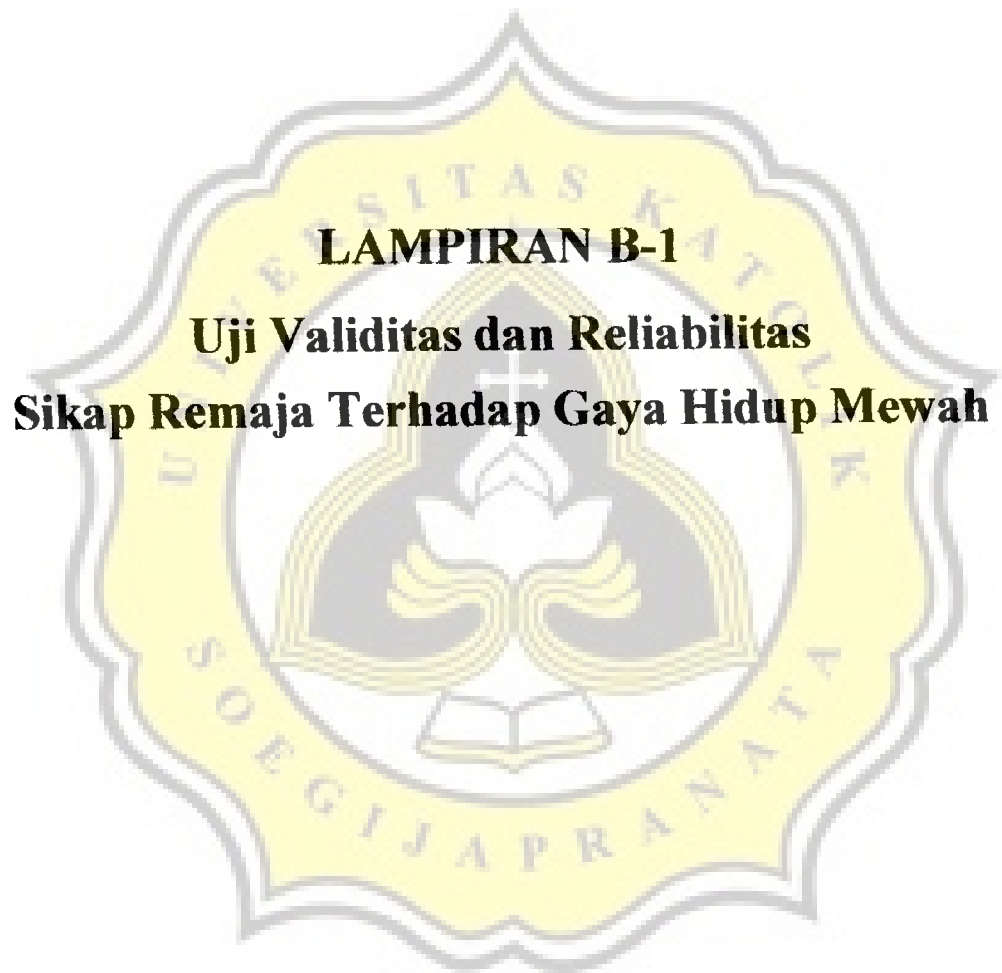 LAMPIRAN B-1
Uji Validitas dan Reliabilitas
Sikap Remaja Terhadap Gaya Hidup Mewah
UNIVERSITAS KATOLIK
SOEGIJAPRANATA